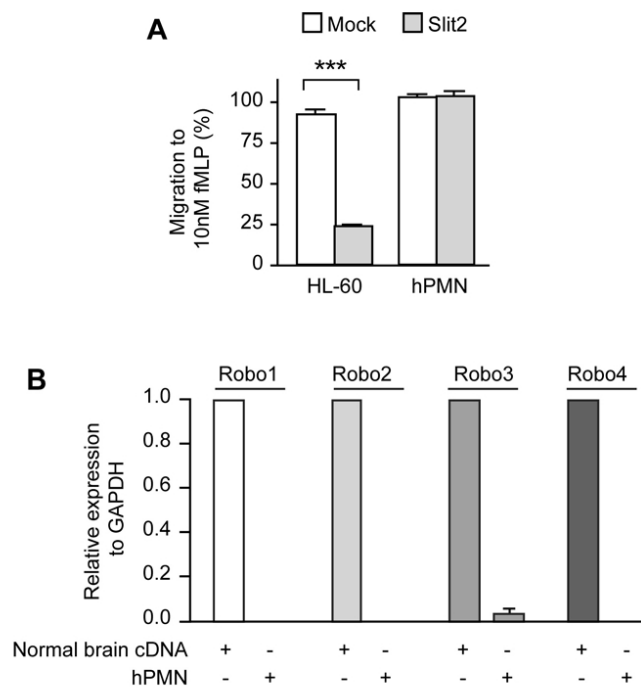 A
Mock Slit2
***
Migration to
10nM fMLP (%)
100
75
50
25
0
HL-60 hPMN
B
Robo1 Robo2 Robo3 Robo4
Relative expression
to GAPDH
1.0
0.8
0.6
0.4
0.2
0.0
Normal brain cDNA + - + - + - + -
hPMN - + - + - + - +